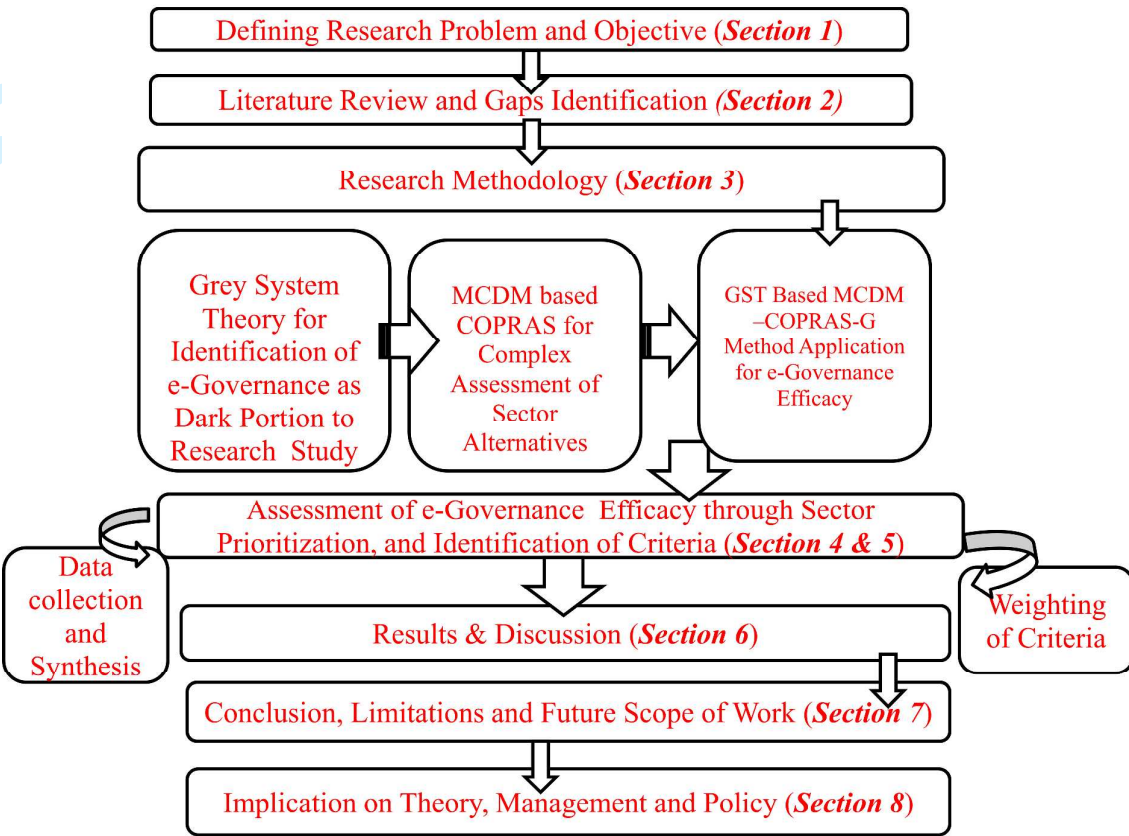 Defining Research Problem and Objective (Section 1)
Literature Review and Gaps Identification (Section 2)
Research Methodology (Section 3)
Grey System
Theory for
Identification of
e-Governance as
Dark Portion to
Research Study
MCDM based
COPRAS for
Complex
Assessment of
Sector
Alternatives
GST Based MCDM
–COPRAS-G
Method Application
for e-Governance
Efficacy
Assessment of e-Governance Efficacy through Sector
Prioritization, and Identification of Criteria (Section 4 & 5)
Data
collection
and
Synthesis
Weighting
of Criteria
Results & Discussion (Section 6)
Conclusion, Limitations and Future Scope of Work (Section 7)
Implication on Theory, Management and Policy (Section 8)